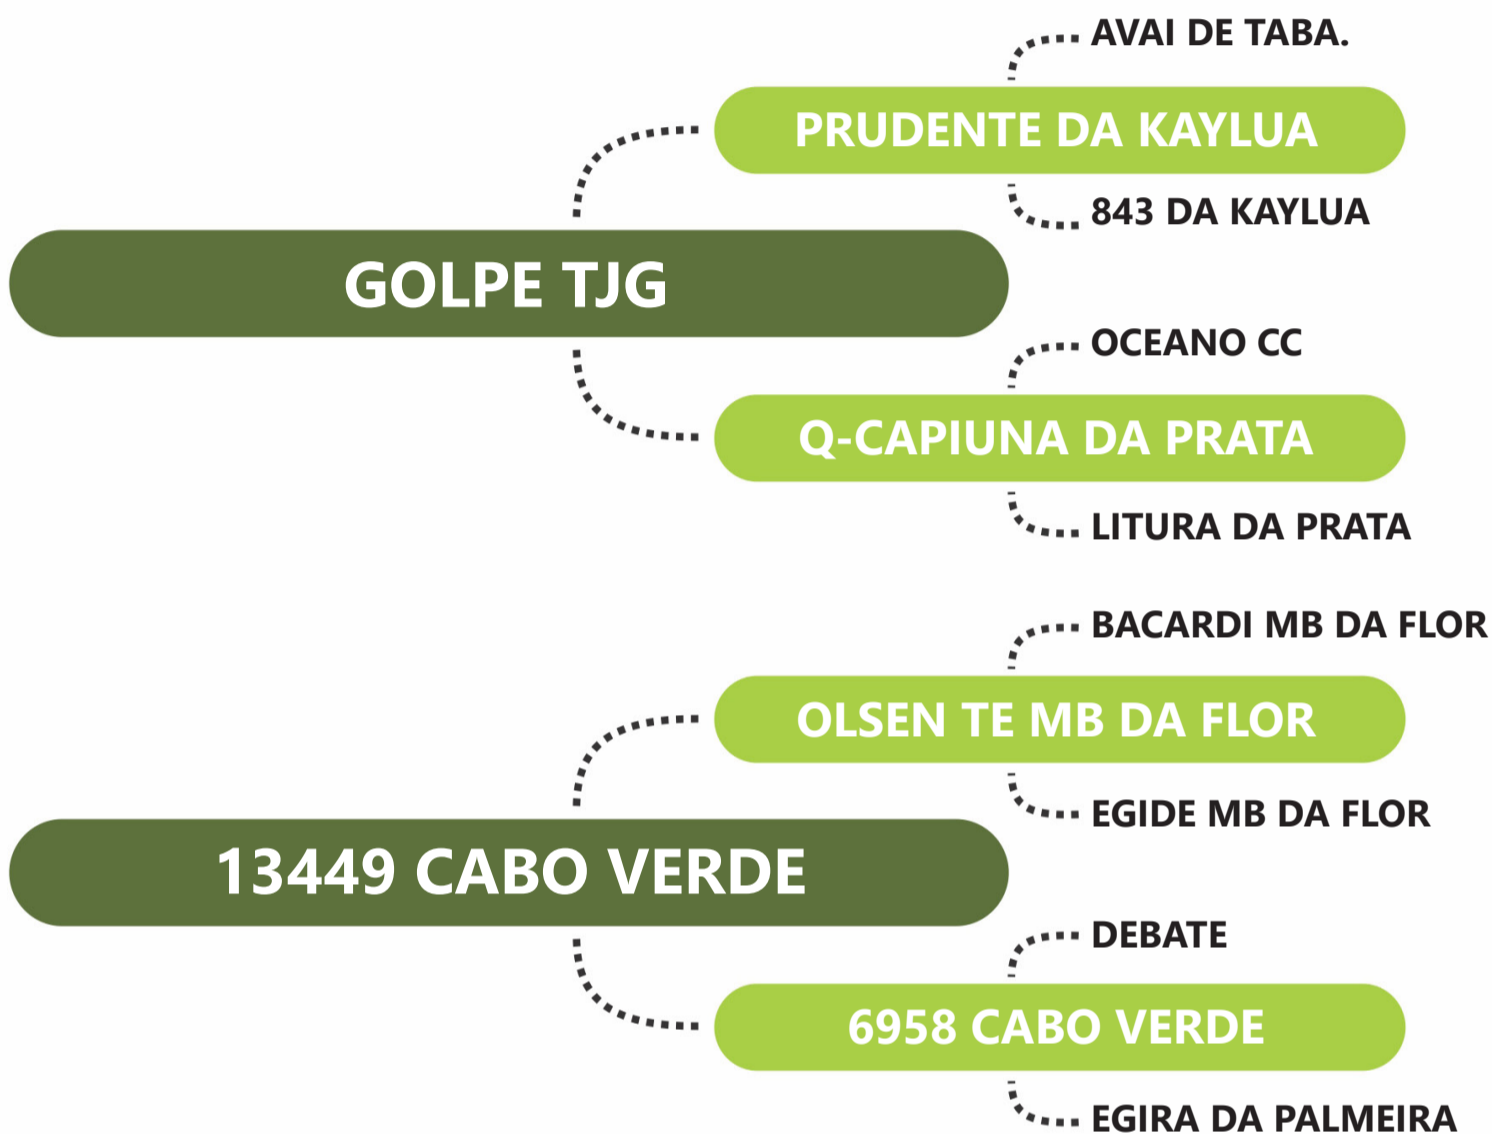 AVAI DE TABA.
PRUDENTE DA KAYLUA
843 DA KAYLUA
GOLPE TJG
OCEANO CC
Q-CAPIUNA DA PRATA
LITURA DA PRATA
BACARDI MB DA FLOR
OLSEN TE MB DA FLOR
EGIDE MB DA FLOR
13449 CABO VERDE
DEBATE
6958 CABO VERDE
EGIRA DA PALMEIRA